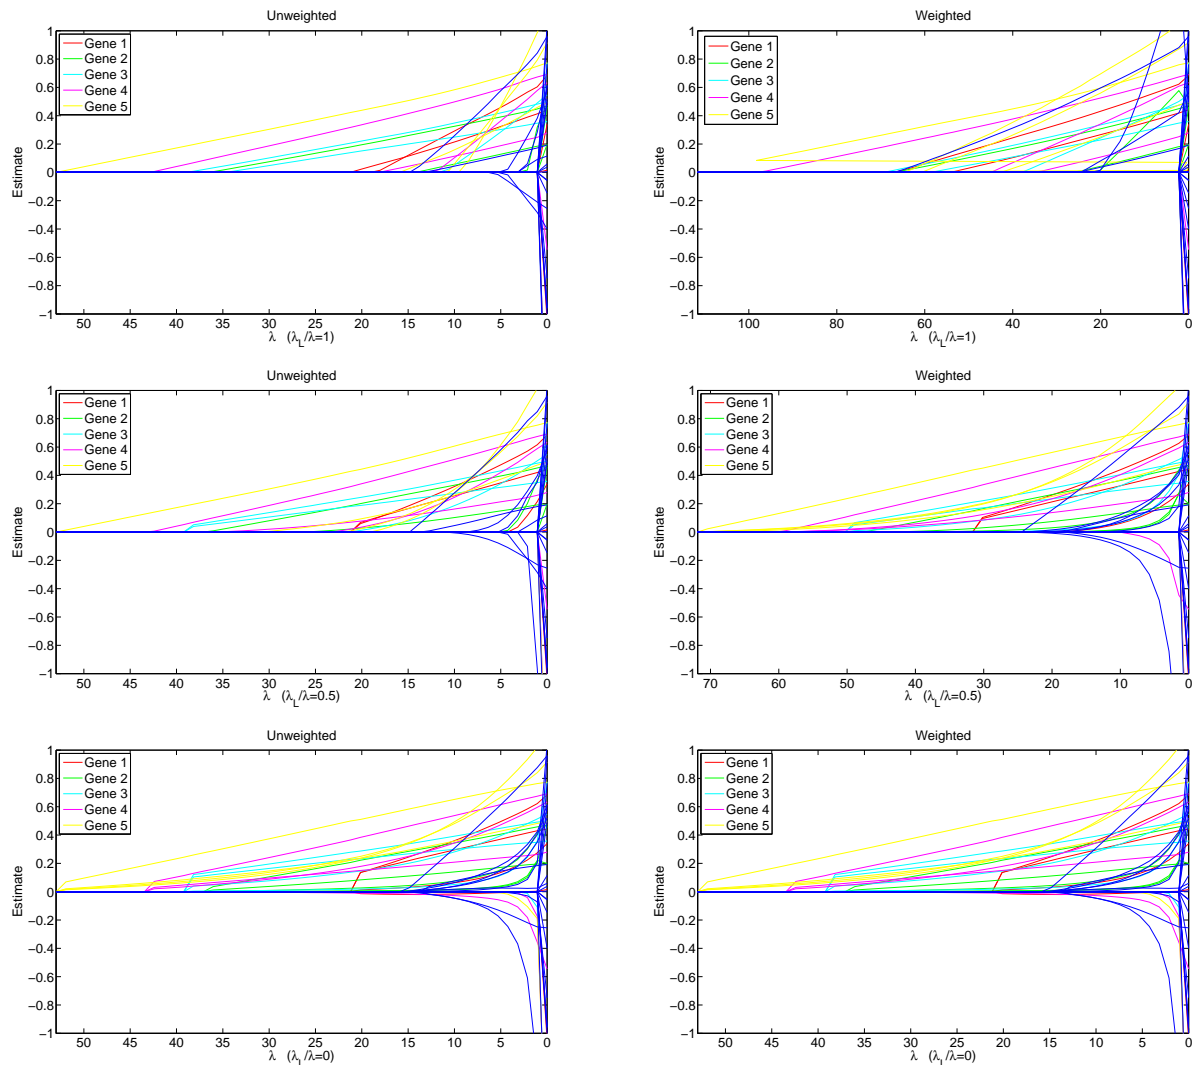 Unweighted
1
0.8
0.6
0.4
0.2
0
−0.2
−0.4
−0.6
−0.8
−1
Estimate
Gene 1
Gene 2
Gene 3
Gene 4
Gene 5
50 45 40 35 30 25 20 15 10 5 0
λ (λ_L/λ=1)
Weighted
1
0.8
0.6
0.4
0.2
0
−0.2
−0.4
−0.6
−0.8
−1
Estimate
Gene 1
Gene 2
Gene 3
Gene 4
Gene 5
100 80 60 40 20 0
λ (λ_L/λ=1)
Unweighted
1
0.8
0.6
0.4
0.2
0
−0.2
−0.4
−0.6
−0.8
−1
Estimate
Gene 1
Gene 2
Gene 3
Gene 4
Gene 5
50 45 40 35 30 25 20 15 10 5 0
λ (λ_L/λ=0.5)
Weighted
1
0.8
0.6
0.4
0.2
0
−0.2
−0.4
−0.6
−0.8
−1
Estimate
Gene 1
Gene 2
Gene 3
Gene 4
Gene 5
70 60 50 40 30 20 10 0
λ (λ_L/λ=0.5)
Unweighted
1
0.8
0.6
0.4
0.2
0
−0.2
−0.4
−0.6
−0.8
−1
Estimate
Gene 1
Gene 2
Gene 3
Gene 4
Gene 5
50 45 40 35 30 25 20 15 10 5 0
λ (λ_L/λ=0)
Weighted
1
0.8
0.6
0.4
0.2
0
−0.2
−0.4
−0.6
−0.8
−1
Estimate
Gene 1
Gene 2
Gene 3
Gene 4
Gene 5
50 45 40 35 30 25 20 15 10 5 0
λ (λ_L/λ=0)